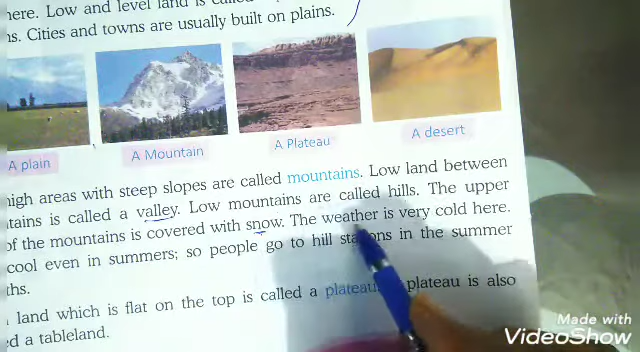 here. Low and level land is called
ns. Cities and towns are usually built on plains.
A plain
A Mountain
A Plateau
A desert
high areas with steep slopes are called mountains. Low land between
tains is called a valley. Low mountains are called hills. The upper
of the mountains is covered with snow. The weather is very cold here.
cool even in summers; so people go to hill stations in the summer
ths.
land which is flat on the top is called a plateau. plateau is also
ed a tableland.
Made with
VideoShow